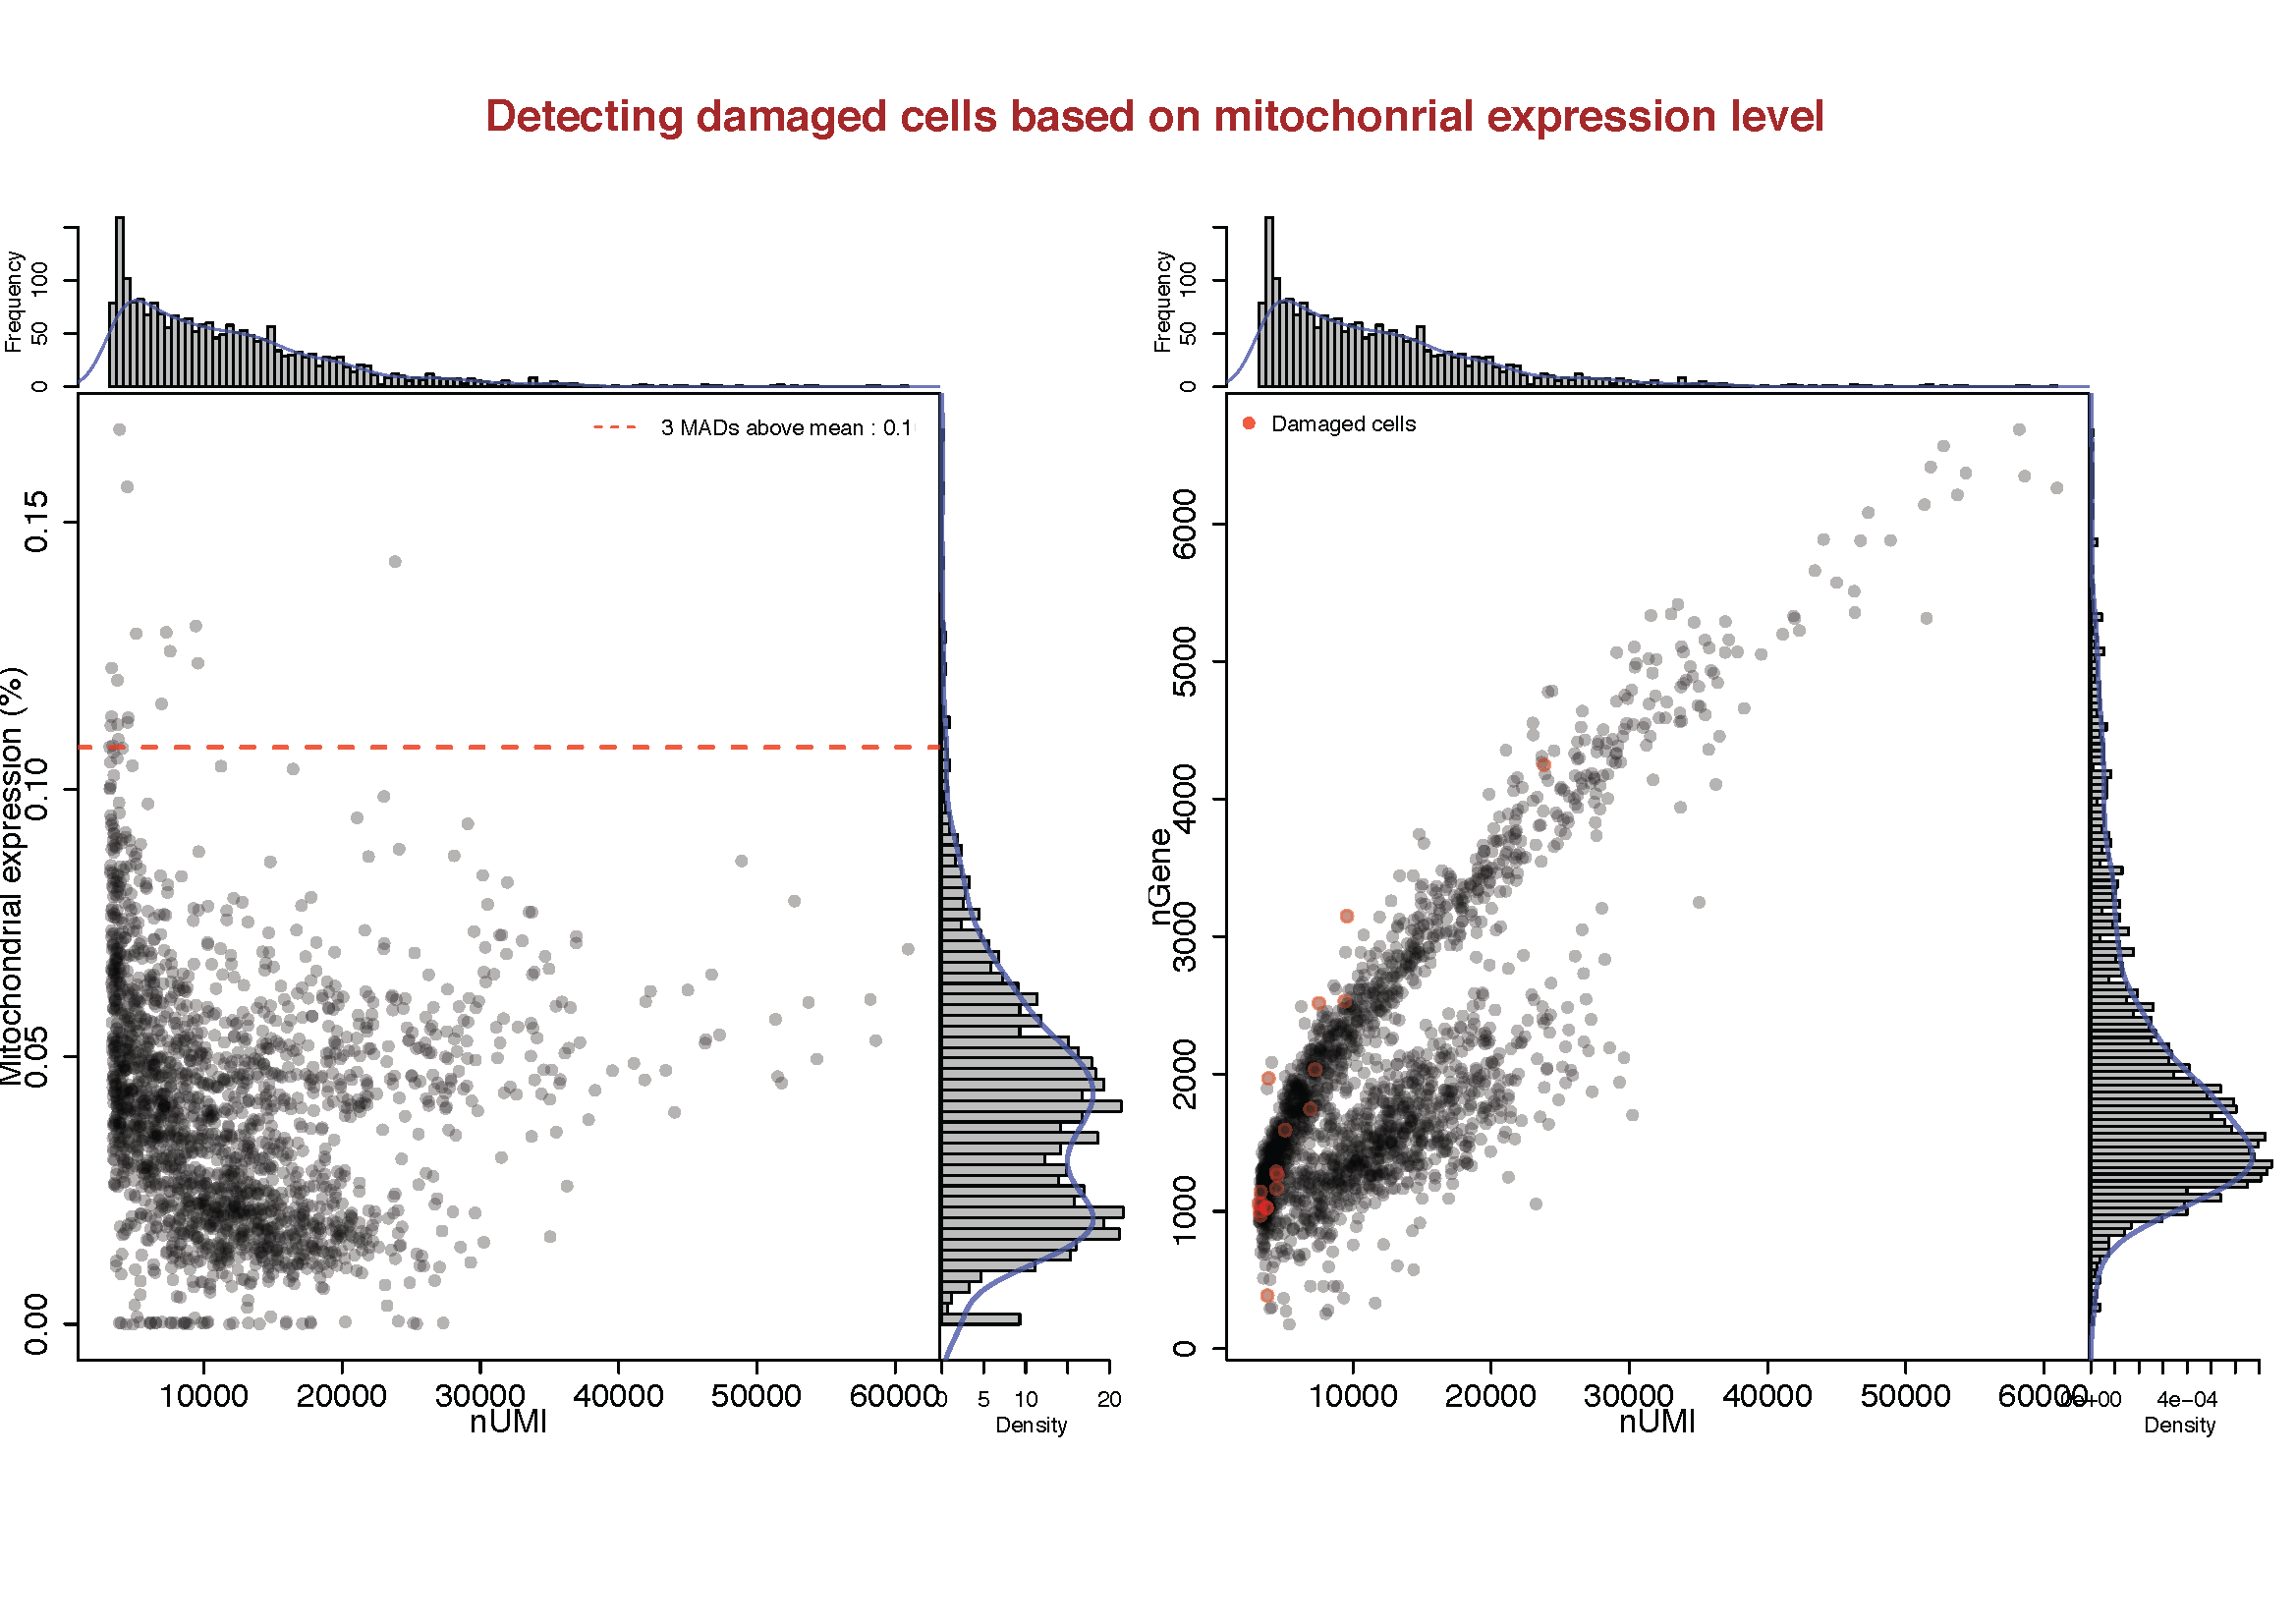 Detecting damaged cells based on mitochonrial expression level
Frequency
0 50 100
3 MADs above mean : 0.1
Mitochondrial expression (%)
0.00 0.05 0.10 0.15
10000 20000 30000 40000 50000 60000
nUMI
0 5 10 20
Density
Frequency
0 50 100
Damaged cells
nGene
0 1000 2000 3000 4000 5000 6000
10000 20000 30000 40000 50000 60000
nUMI
0e+00 4e−04
Density